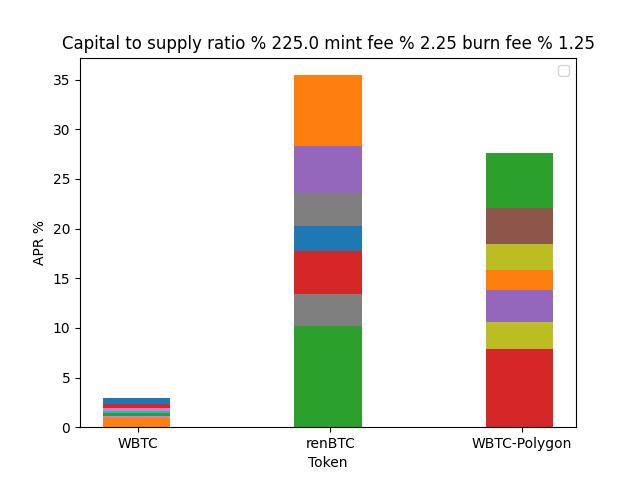 Capital to supply ratio % 225.0 mint fee % 2.25 burn fee % 1.25
35
30
25
20
15
10
5
0
APR %
WBTC
renBTC
WBTC-Polygon
Token